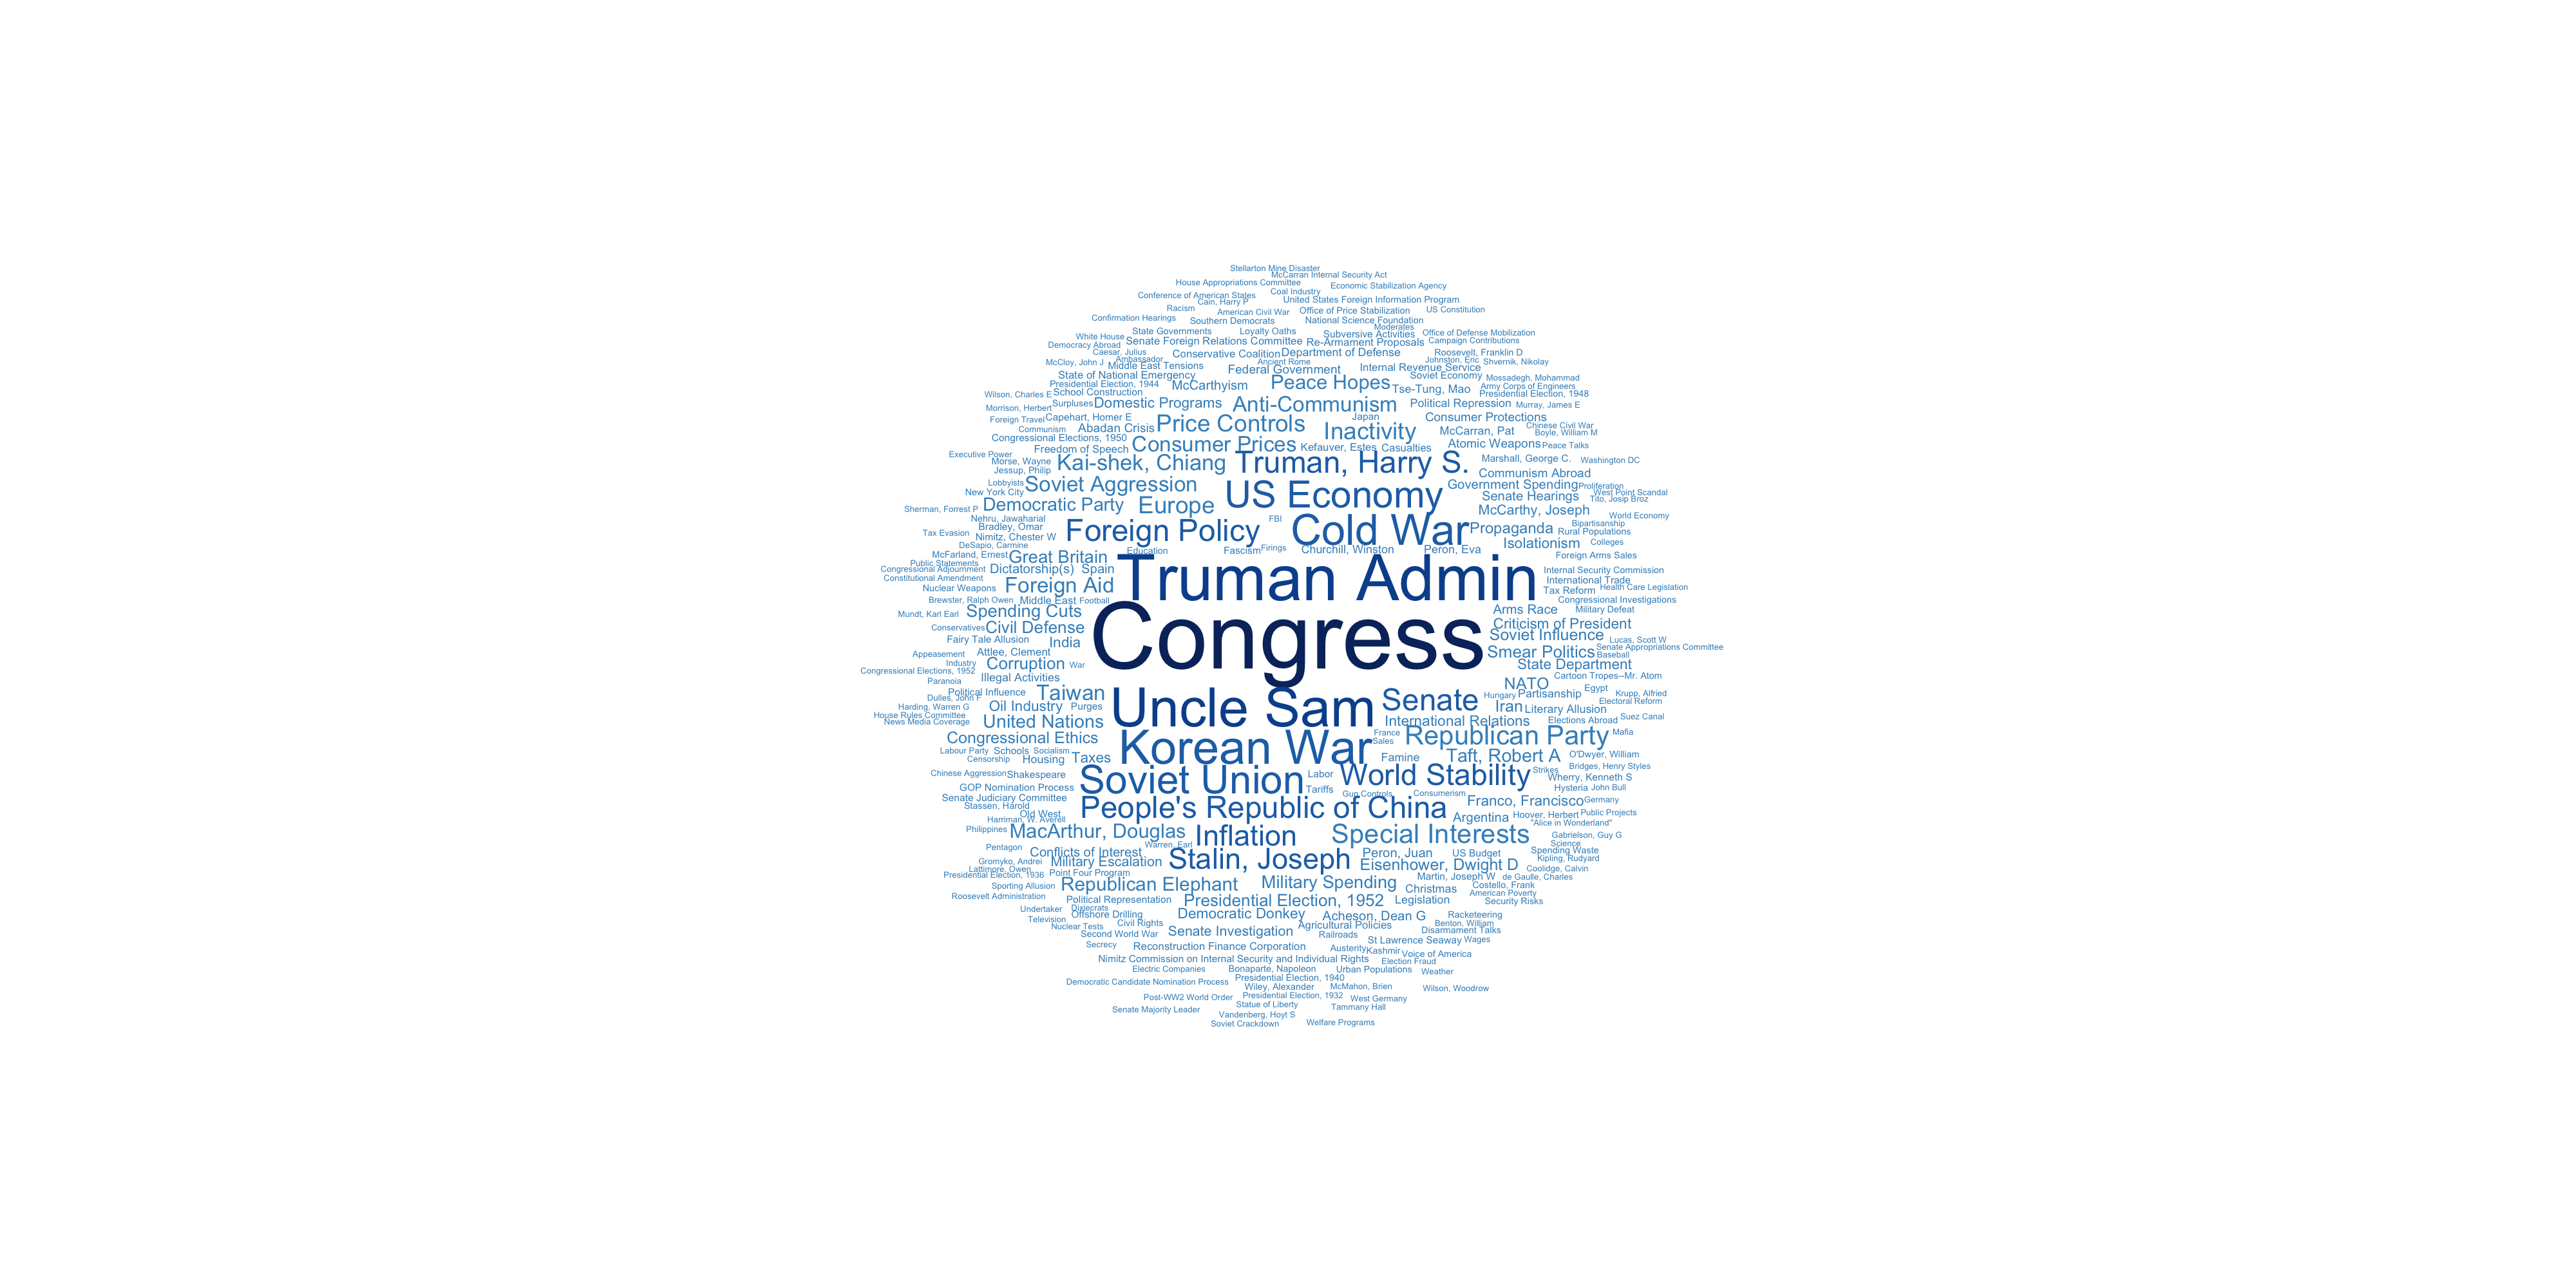 Stellarton Mine Disaster
McCarran Internal Security Act
House Appropriations Committee
Economic Stabilization Agency
Conference of American States
Coal Industry
Cain, Harry P
United States Foreign Information Program
Racism
American Civil War
Office of Price Stabilization
US Constitution
Confirmation Hearings
Southern Democrats
National Science Foundation
Moderates
State Governments
Loyalty Oaths
Subversive Activities
Office of Defense Mobilization
White House
Senate Foreign Relations Committee
Re-Armament Proposals
Campaign Contributions
Democracy Abroad
Caesar, Julius
Conservative Coalition
Department of Defense
Roosevelt, Franklin D
McCloy, John J
Ambassador
Middle East Tensions
Ancient Rome
Johnston, Eric
Shvernik, Nikolay
Federal Government
Internal Revenue Service
State of National Emergency
Soviet Economy
Mossadegh, Mohammad
Presidential Election, 1944
McCarthyism
Peace Hopes
Tse-Tung, Mao
Army Corps of Engineers
Wilson, Charles E
School Construction
Presidential Election, 1948
Morrison, Herbert
Surpluses
Domestic Programs
Anti-Communism
Political Repression
Murray, James E
Foreign Travel
Capehart, Homer E
Japan
Consumer Protections
Communism
Abadan Crisis
Price Controls
Inactivity
McCarran, Pat
Chinese Civil War
Boyle, William M
Congressional Elections, 1950
Consumer Prices
Kefauver, Estes
Casualties
Atomic Weapons
Peace Talks
Freedom of Speech
Executive Power
Morse, Wayne
Kai-shek, Chiang
Truman, Harry S.
Marshall, George C.
Washington DC
Jessup, Philip
Communism Abroad
Lobbyists
Soviet Aggression
US Economy
Government Spending
Proliferation
New York City
Senate Hearings
West Point Scandal
Tito, Josip Broz
Sherman, Forrest P
Democratic Party
Europe
McCarthy, Joseph
World Economy
Nehru, Jawaharial
Bradley, Omar
Foreign Policy
FBI
Cold War
Propaganda
Bipartisanship
Rural Populations
Tax Evasion
Nimitz, Chester W
Isolationism
Colleges
DeSapio, Carmine
McFarland, Ernest
Great Britain
Education
Fascism
Firings
Churchill, Winston
Peron, Eva
Foreign Arms Sales
Public Statements
Congressional Adjournment
Dictatorship(s)
Spain
Truman Admin
Internal Security Commission
Constitutional Amendment
International Trade
Nuclear Weapons
Foreign Aid
Tax Reform
Health Care Legislation
Brewster, Ralph Owen
Middle East
Football
Congressional Investigations
Mundt, Karl Earl
Spending Cuts
Arms Race
Military Defeat
Conservatives
Civil Defense
Congress
Criticism of President
Fairy Tale Allusion
India
Soviet Influence
Lucas, Scott W
Appeasement
Attlee, Clement
Smear Politics
Senate Appropriations Committee
Baseball
Industry
Corruption
War
State Department
Congressional Elections, 1952
Paranoia
Illegal Activities
NATO
Cartoon Tropes--Mr. Atom
Political Influence
Taiwan
Uncle Sam
Senate
Hungary
Partisanship
Egypt
Krupp, Alfried
Dulles, John F
Electoral Reform
Harding, Warren G
Oil Industry
Purges
Iran
Literary Allusion
House Rules Committee
News Media Coverage
United Nations
International Relations
Elections Abroad
Suez Canal
Congressional Ethics
Korean War
France
Sales
Republican Party
Mafia
Labour Party
Schools
Socialism
Censorship
Housing
Taxes
Famine
Taft, Robert A
O'Dwyer, William
Chinese Aggression
Shakespeare
Soviet Union
Labor
World Stability
Strikes
Bridges, Henry Styles
Wherry, Kenneth S
GOP Nomination Process
Tariffs
Gun Controls
Consumerism
Hysteria
John Bull
Senate Judiciary Committee
Stassen, Harold
People's Republic of China
Franco, Francisco
Germany
Old West
Harriman, W. Averell
Argentina
Hoover, Herbert
Public Projects
"Alice in Wonderland"
Philippines
MacArthur, Douglas
Inflation
Special Interests
Gabrielson, Guy G
Pentagon
Conflicts of Interest
Warren, Earl
Science
Spending Waste
Gromyko, Andrei
Military Escalation
Stalin, Joseph
Peron, Juan
US Budget
Kipling, Rudyard
Lattimore, Owen
Eisenhower, Dwight D
Coolidge, Calvin
Presidential Election, 1936
Point Four Program
Martin, Joseph W
de Gaulle, Charles
Sporting Allusion
Republican Elephant
Military Spending
Christmas
Costello, Frank
American Poverty
Roosevelt Administration
Political Representation
Presidential Election, 1952
Legislation
Security Risks
Undertaker
Dixiecrats
Television
Offshore Drilling
Democratic Donkey
Acheson, Dean G
Racketeering
Nuclear Tests
Civil Rights
Agricultural Policies
Benton, William
Second World War
Senate Investigation
Railroads
Disarmament Talks
Secrecy
Reconstruction Finance Corporation
St Lawrence Seaway
Wages
Austerity
Kashmir
Voice of America
Nimitz Commission on Internal Security and Individual Rights
Election Fraud
Electric Companies
Bonaparte, Napoleon
Urban Populations
Weather
Democratic Candidate Nomination Process
Presidential Election, 1940
Wiley, Alexander
McMahon, Brien
Wilson, Woodrow
Post-WW2 World Order
Presidential Election, 1932
West Germany
Senate Majority Leader
Statue of Liberty
Tammany Hall
Vandenberg, Hoyt S
Soviet Crackdown
Welfare Programs